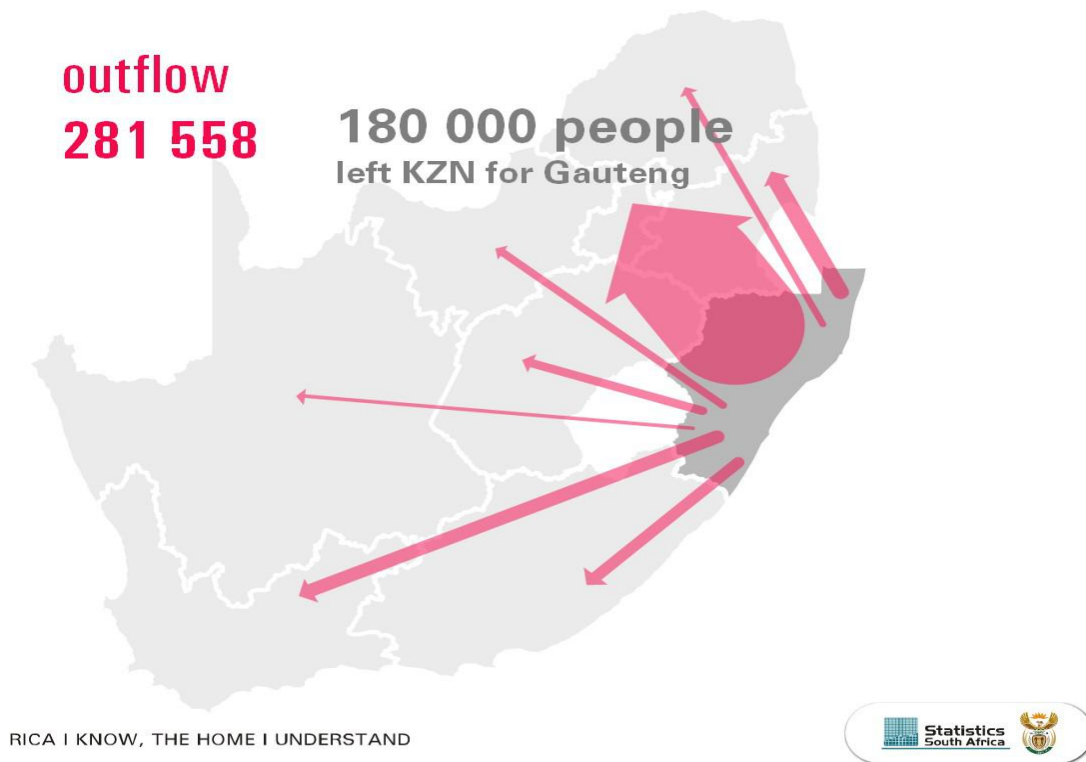 outflow
281 558
180 000 people
left KZN for Gauteng
RICA I KNOW, THE HOME I UNDERSTAND
Statistics
South Africa